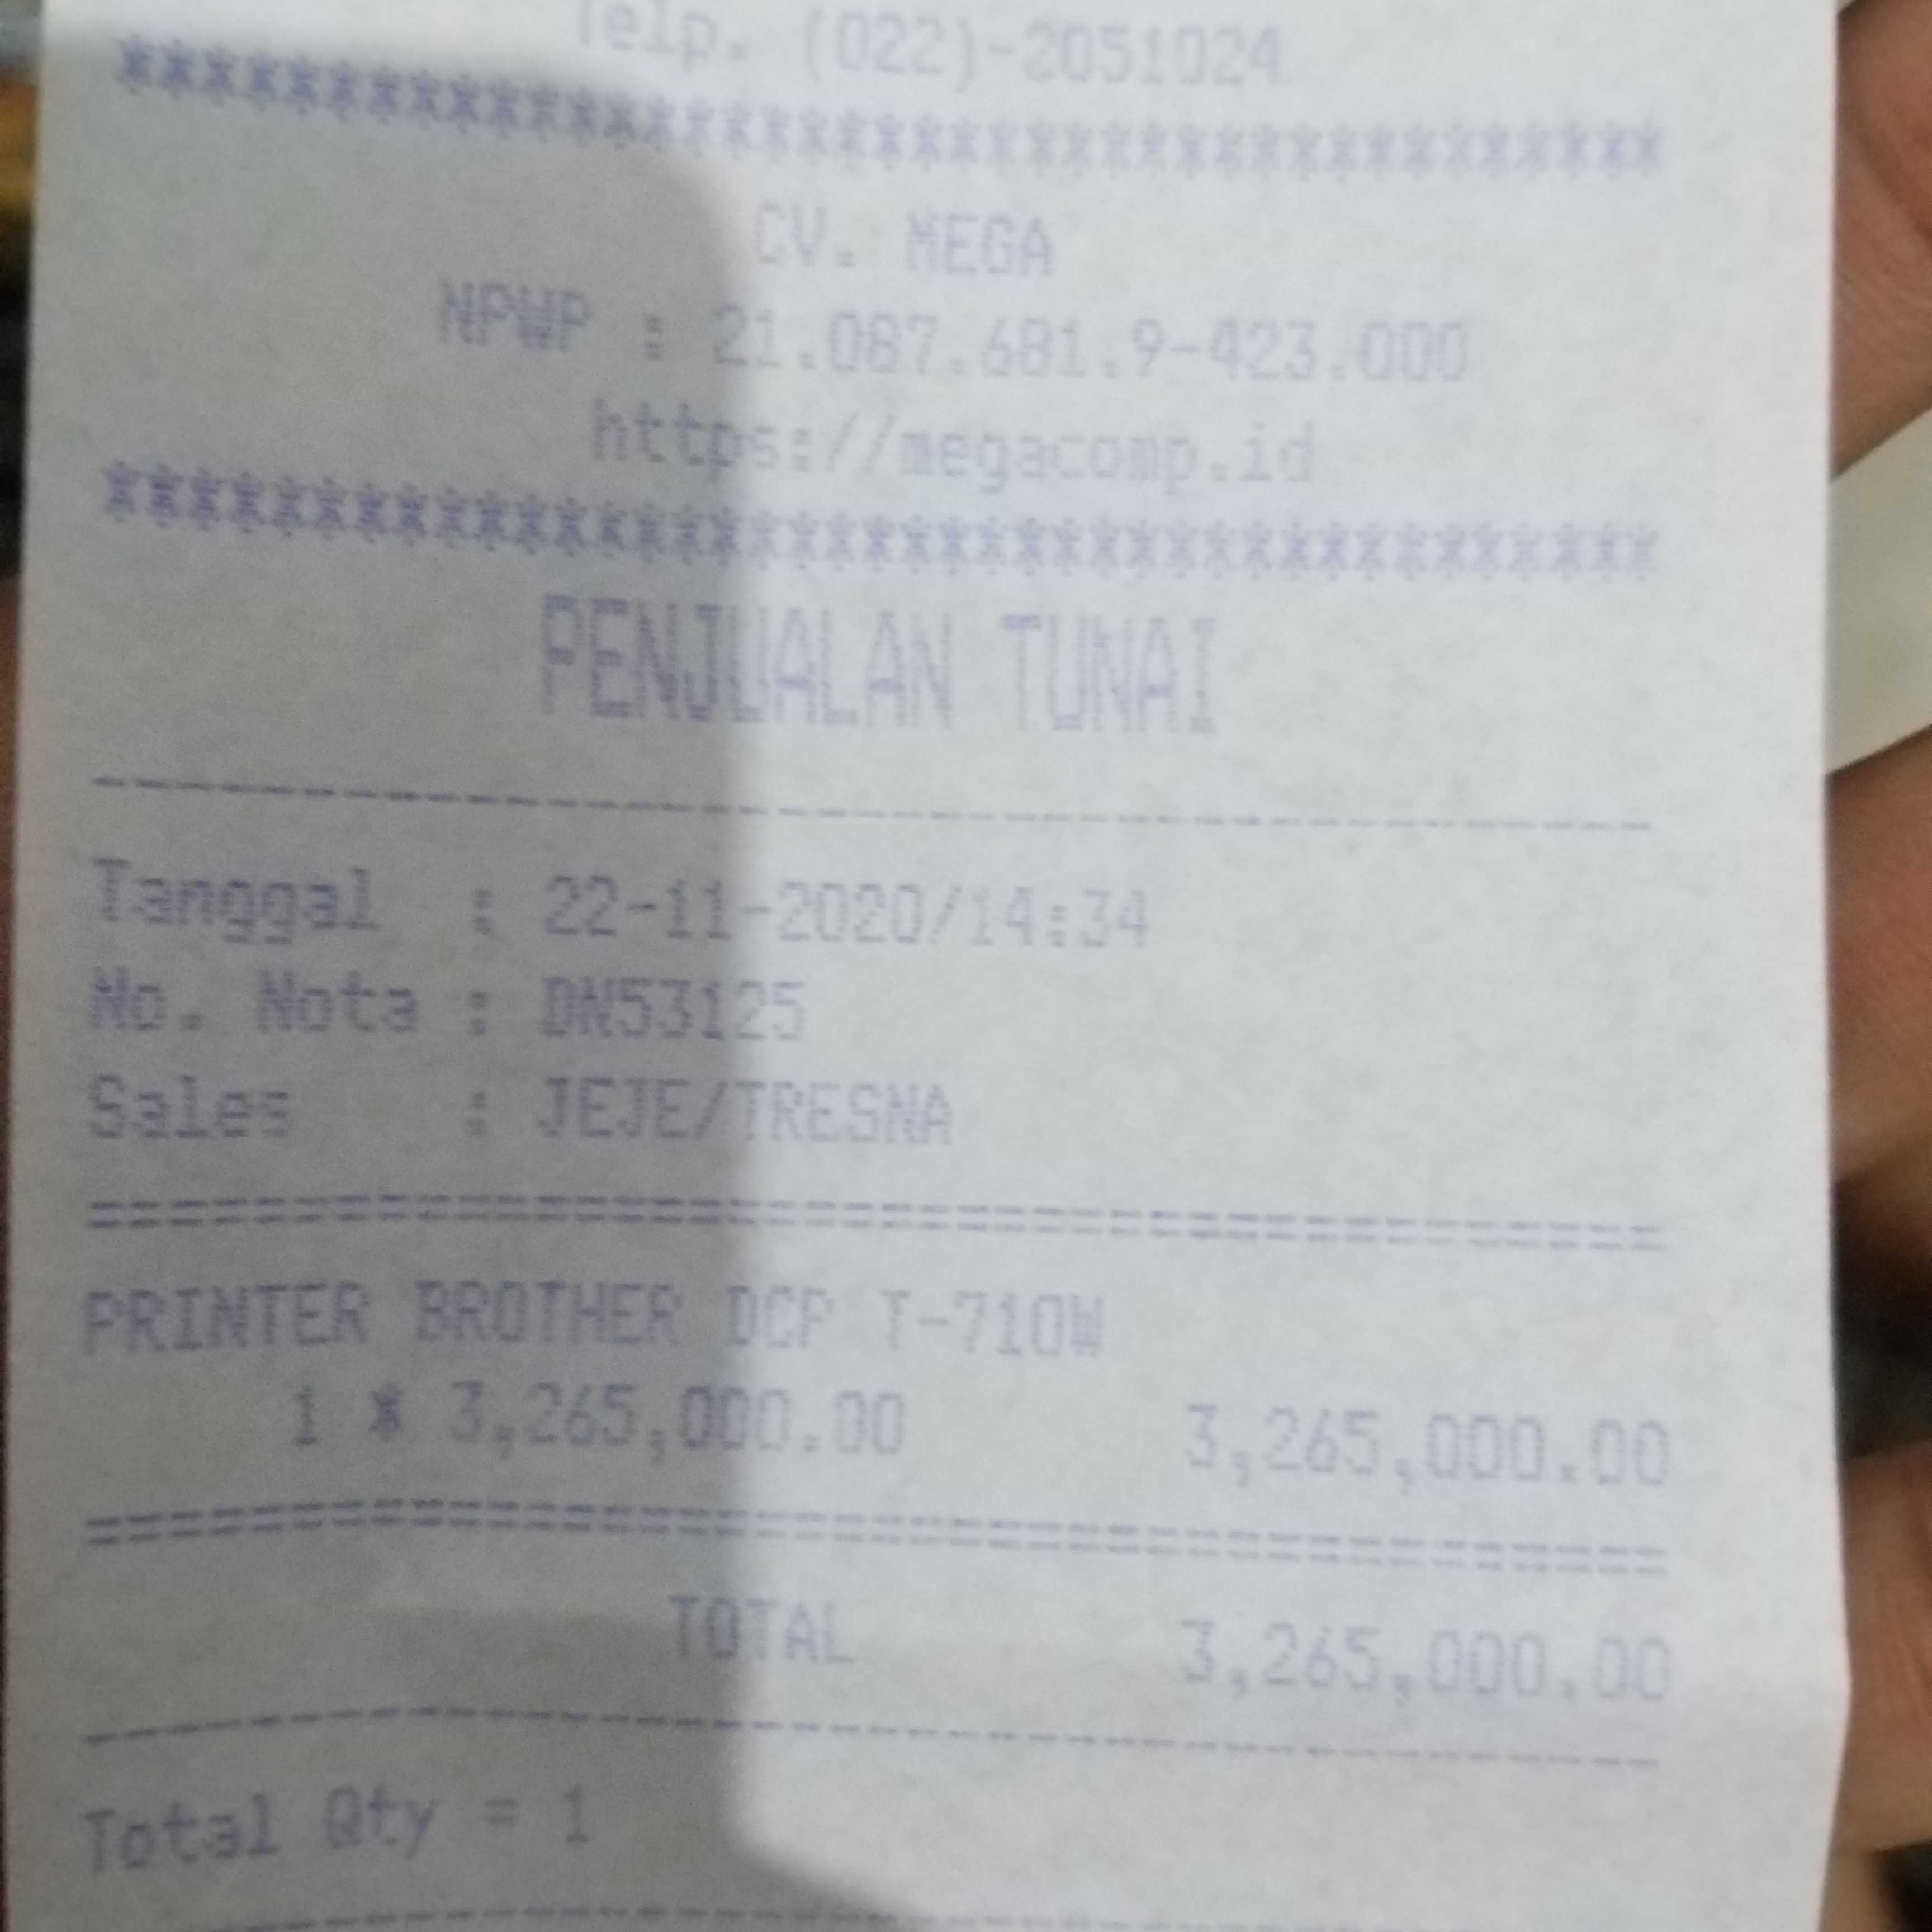 Telp. (022)-2051024
****************************************
CV. MEGA
NPWP : 21.087.681.9-423.000
https://megacomp.id
****************************************
PENJUALAN TUNAI
----------------------------------------
Tanggal : 22-11-2020/14:34
No. Nota : DN53125
Sales : JEJE/TRESNA
========================================
PRINTER BROTHER DCP T-710W
1 * 3,265,000.00 3,265,000.00
========================================
TOTAL 3,265,000.00
----------------------------------------
Total Qty = 1
----------------------------------------